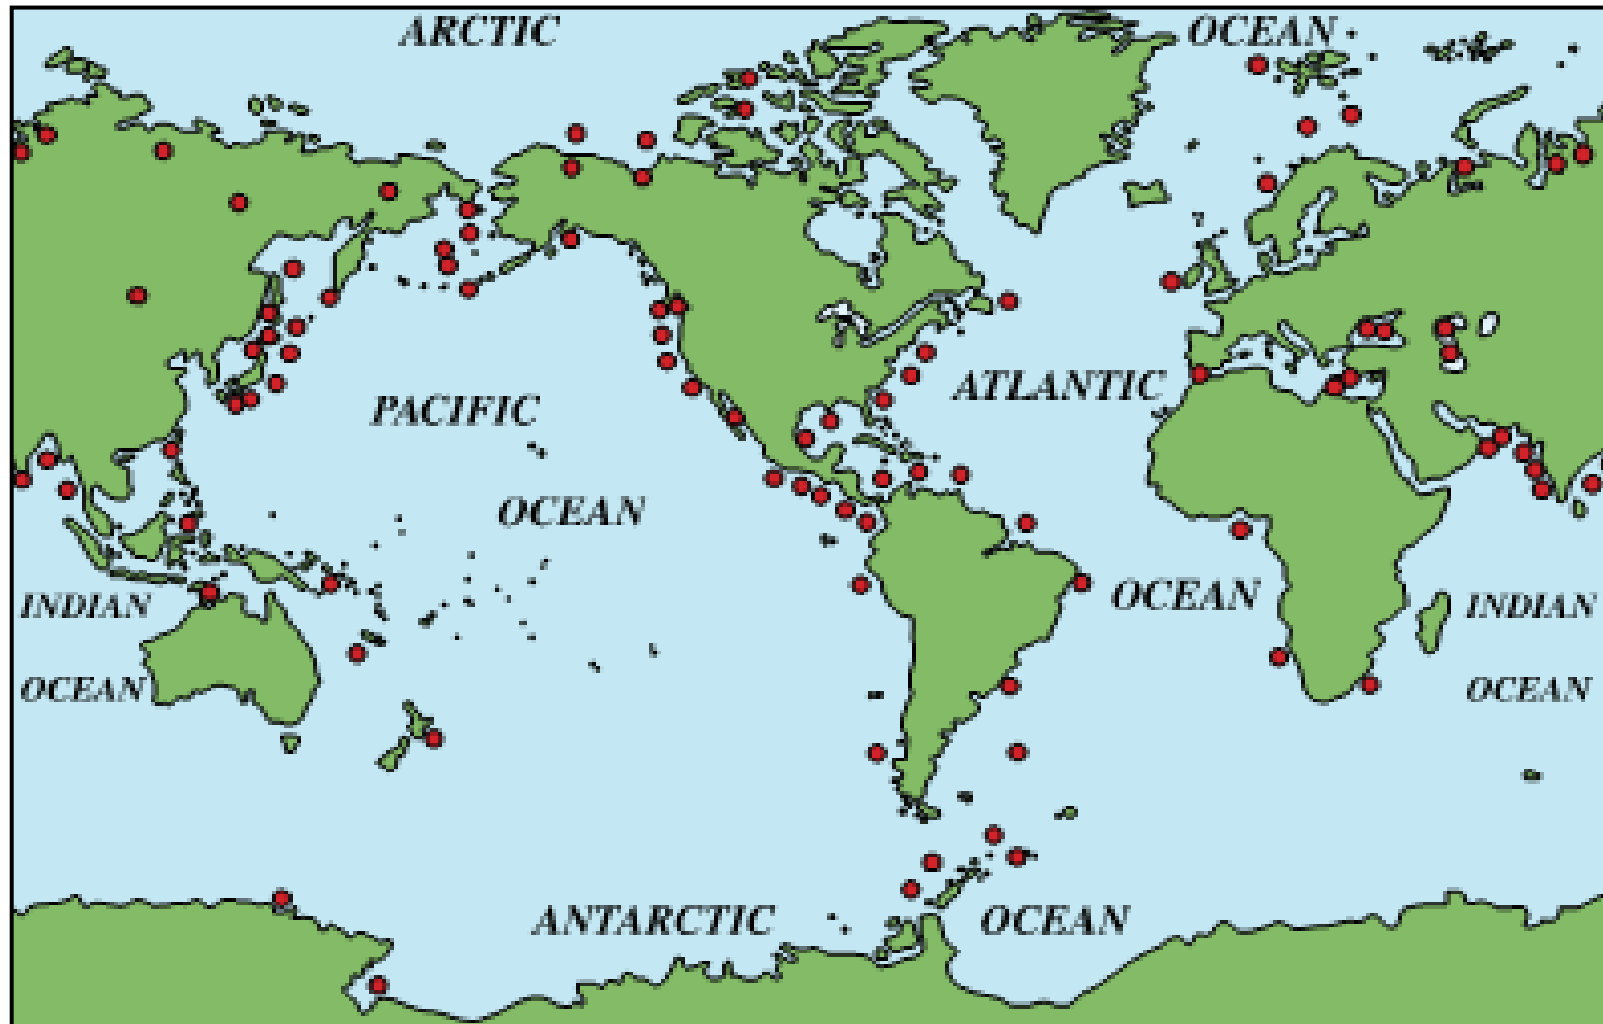 ARCTIC
OCEAN
PACIFIC
ATLANTIC
OCEAN
OCEAN
INDIAN
INDIAN
OCEAN
OCEAN
ANTARCTIC
OCEAN